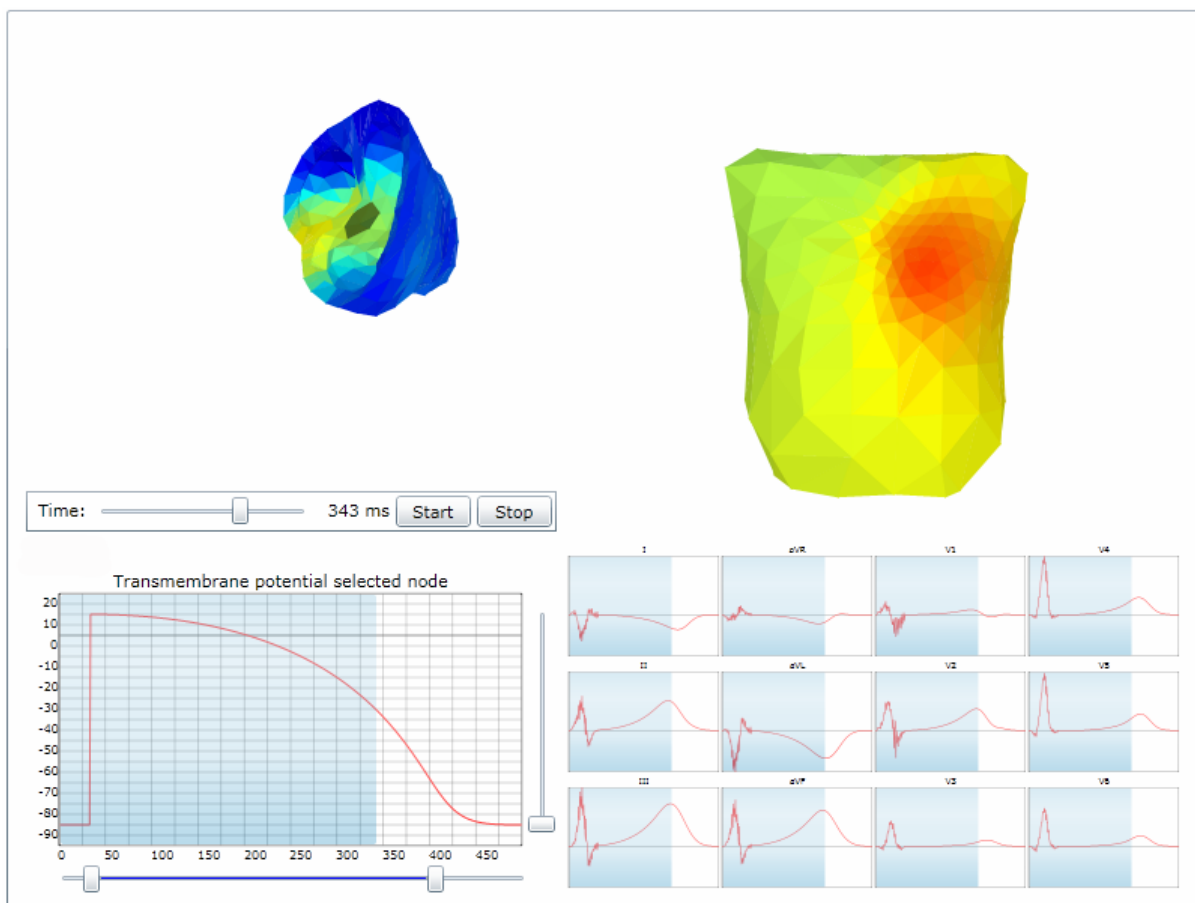 Time: 343 ms Start Stop
Transmembrane potential selected node
20
10
0
-10
-20
-30
-40
-50
-60
-70
-80
-90
0 50 100 150 200 250 300 350 400 450
I aVR V1 V4
II aVL V2 V5
III aVF V3 V6